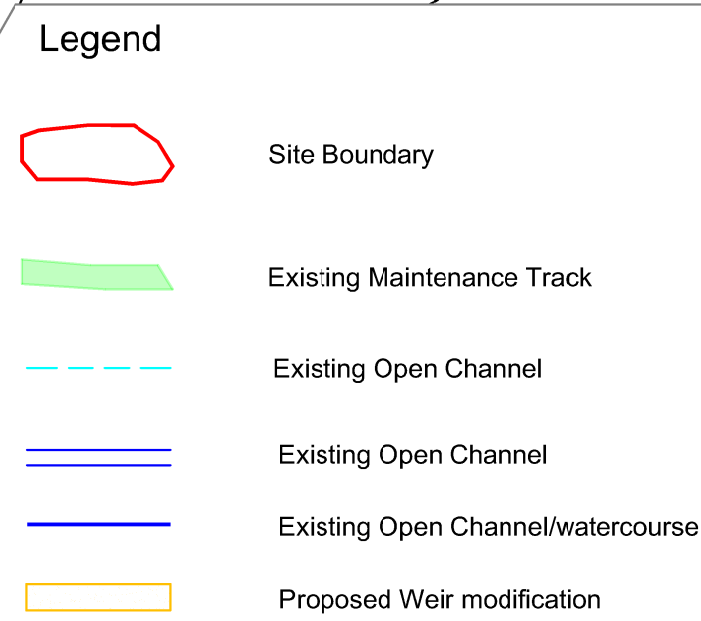 Legend
Site Boundary
Existing Maintenance Track
Existing Open Channel
Existing Open Channel
Existing Open Channel/watercourse
Proposed Weir modification